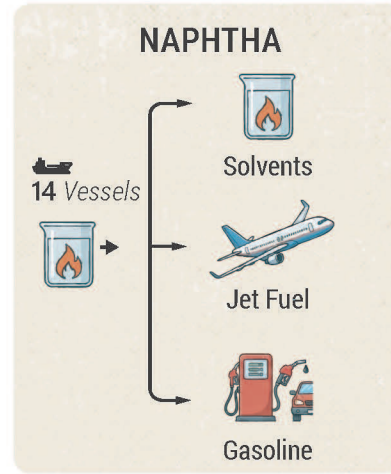 NAPHTHA
Solvents
14 Vessels
Jet Fuel
Gasoline